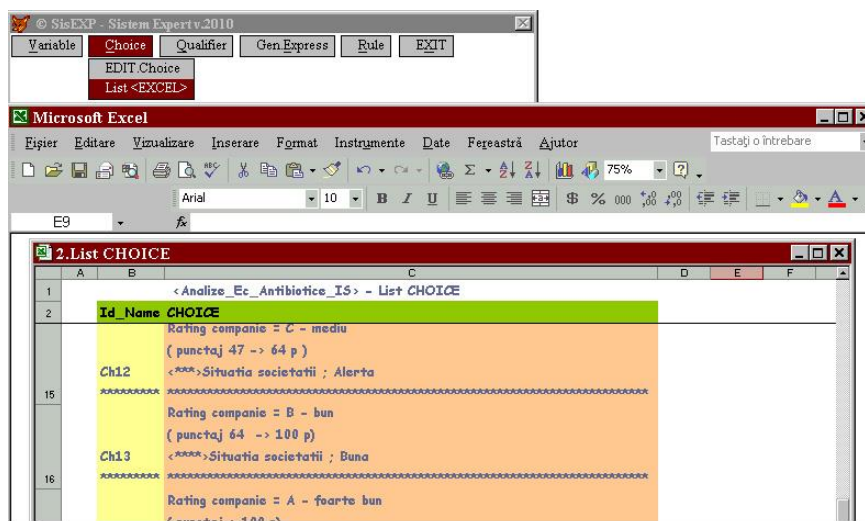 © SisEXP - Sistem Expert v.2010
Variable Choice Qualifier Gen.Express Rule EXIT
EDIT.Choice
List <EXCEL>
Microsoft Excel
Fișier Editare Vizualizare Inserare Format Instrumente Date Fereastră Ajutor Tastați o întrebare
75%
Arial 10 B I U $ % 000
E9 fx
2.List CHOICE
A B C D E F
1 <Analize_Ec_Antibiotice_IS> - List CHOICE
2 Id_Name CHOICE
Rating companie = C - mediu
( punctaj 47 -> 64 p )
Ch12 <***>Situatia societatii ; Alerta
15 ********* ************************************************************************
Rating companie = B - bun
( punctaj 64 -> 100 p)
Ch13 <****>Situatia societatii ; Buna
16 ********* ************************************************************************
Rating companie = A - foarte bun